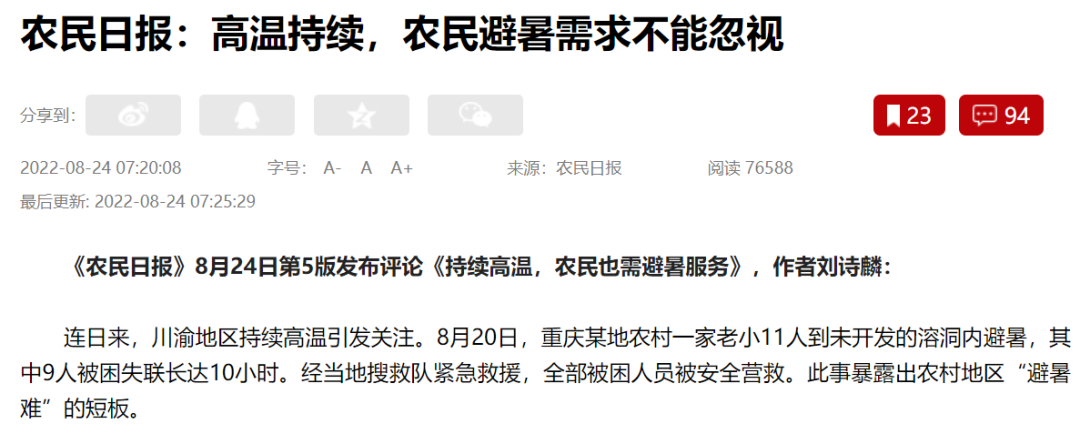 农民日报：高温持续，农民避暑需求不能忽视
分享到： 23 94
2022-08-24 07:20:08 字号： A- A A+ 来源：农民日报 阅读 76588
最后更新: 2022-08-24 07:25:29
《农民日报》8月24日第5版发布评论《持续高温，农民也需避暑服务》，作者刘诗麟：
连日来，川渝地区持续高温引发关注。8月20日，重庆某地农村一家老小11人到未开发的溶洞内避暑，其
中9人被困失联长达10小时。经当地搜救队紧急救援，全部被困人员被安全营救。此事暴露出农村地区“避暑
难”的短板。